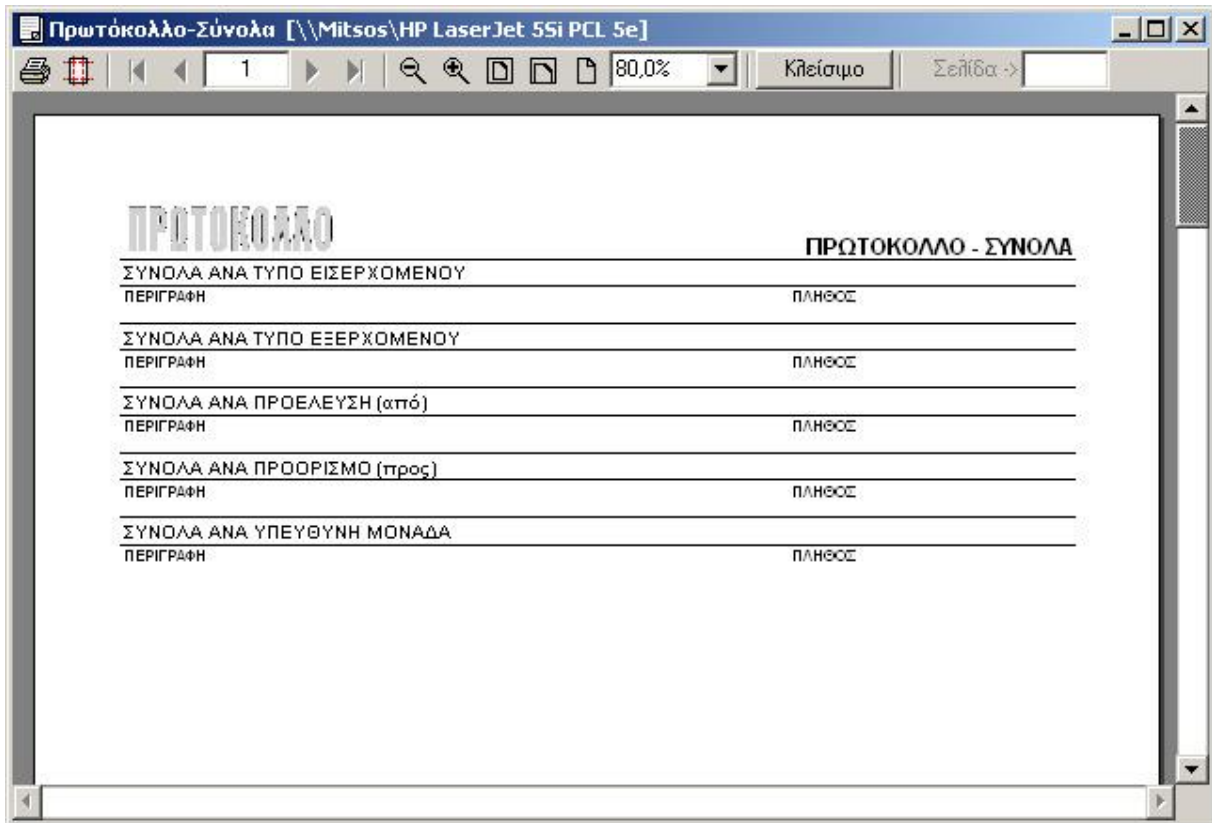 Πρωτόκολλο-Σύνολα [\\Mitsos\HP LaserJet 5Si PCL 5e]
1 80,0% Κλείσιμο Σελίδα ->
ΠΡΩΤΟΚΟΛΛΟ
ΠΡΩΤΟΚΟΛΛΟ - ΣΥΝΟΛΑ
ΣΥΝΟΛΑ ΑΝΑ ΤΥΠΟ ΕΙΣΕΡΧΟΜΕΝΟΥ
ΠΕΡΙΓΡΑΦΗ ΠΛΗΘΟΣ
ΣΥΝΟΛΑ ΑΝΑ ΤΥΠΟ ΕΞΕΡΧΟΜΕΝΟΥ
ΠΕΡΙΓΡΑΦΗ ΠΛΗΘΟΣ
ΣΥΝΟΛΑ ΑΝΑ ΠΡΟΕΛΕΥΣΗ (από)
ΠΕΡΙΓΡΑΦΗ ΠΛΗΘΟΣ
ΣΥΝΟΛΑ ΑΝΑ ΠΡΟΟΡΙΣΜΟ (προς)
ΠΕΡΙΓΡΑΦΗ ΠΛΗΘΟΣ
ΣΥΝΟΛΑ ΑΝΑ ΥΠΕΥΘΥΝΗ ΜΟΝΑΔΑ
ΠΕΡΙΓΡΑΦΗ ΠΛΗΘΟΣ